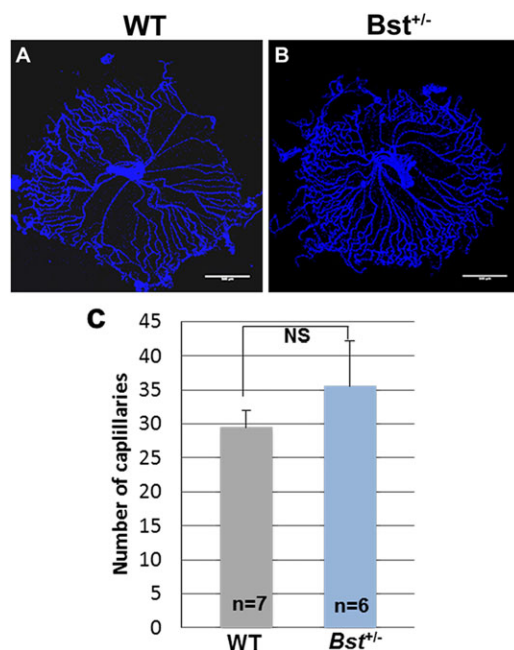 WT
Bst+/-
A
B
C
45
40
35
30
25
20
15
10
5
0
Number of caplillaries
NS
n=7
n=6
WT
Bst+/-